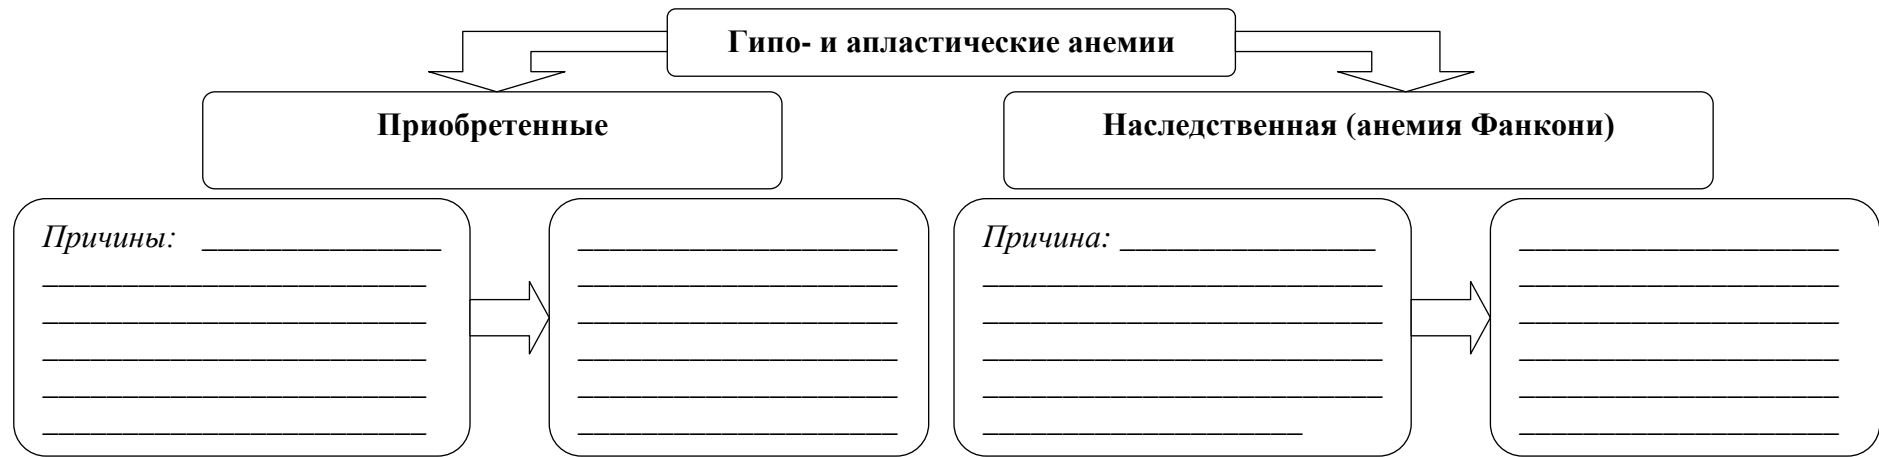 Гипо- и апластические анемии
Приобретенные
Наследственная (анемия Фанкони)
Причины:
Причина: